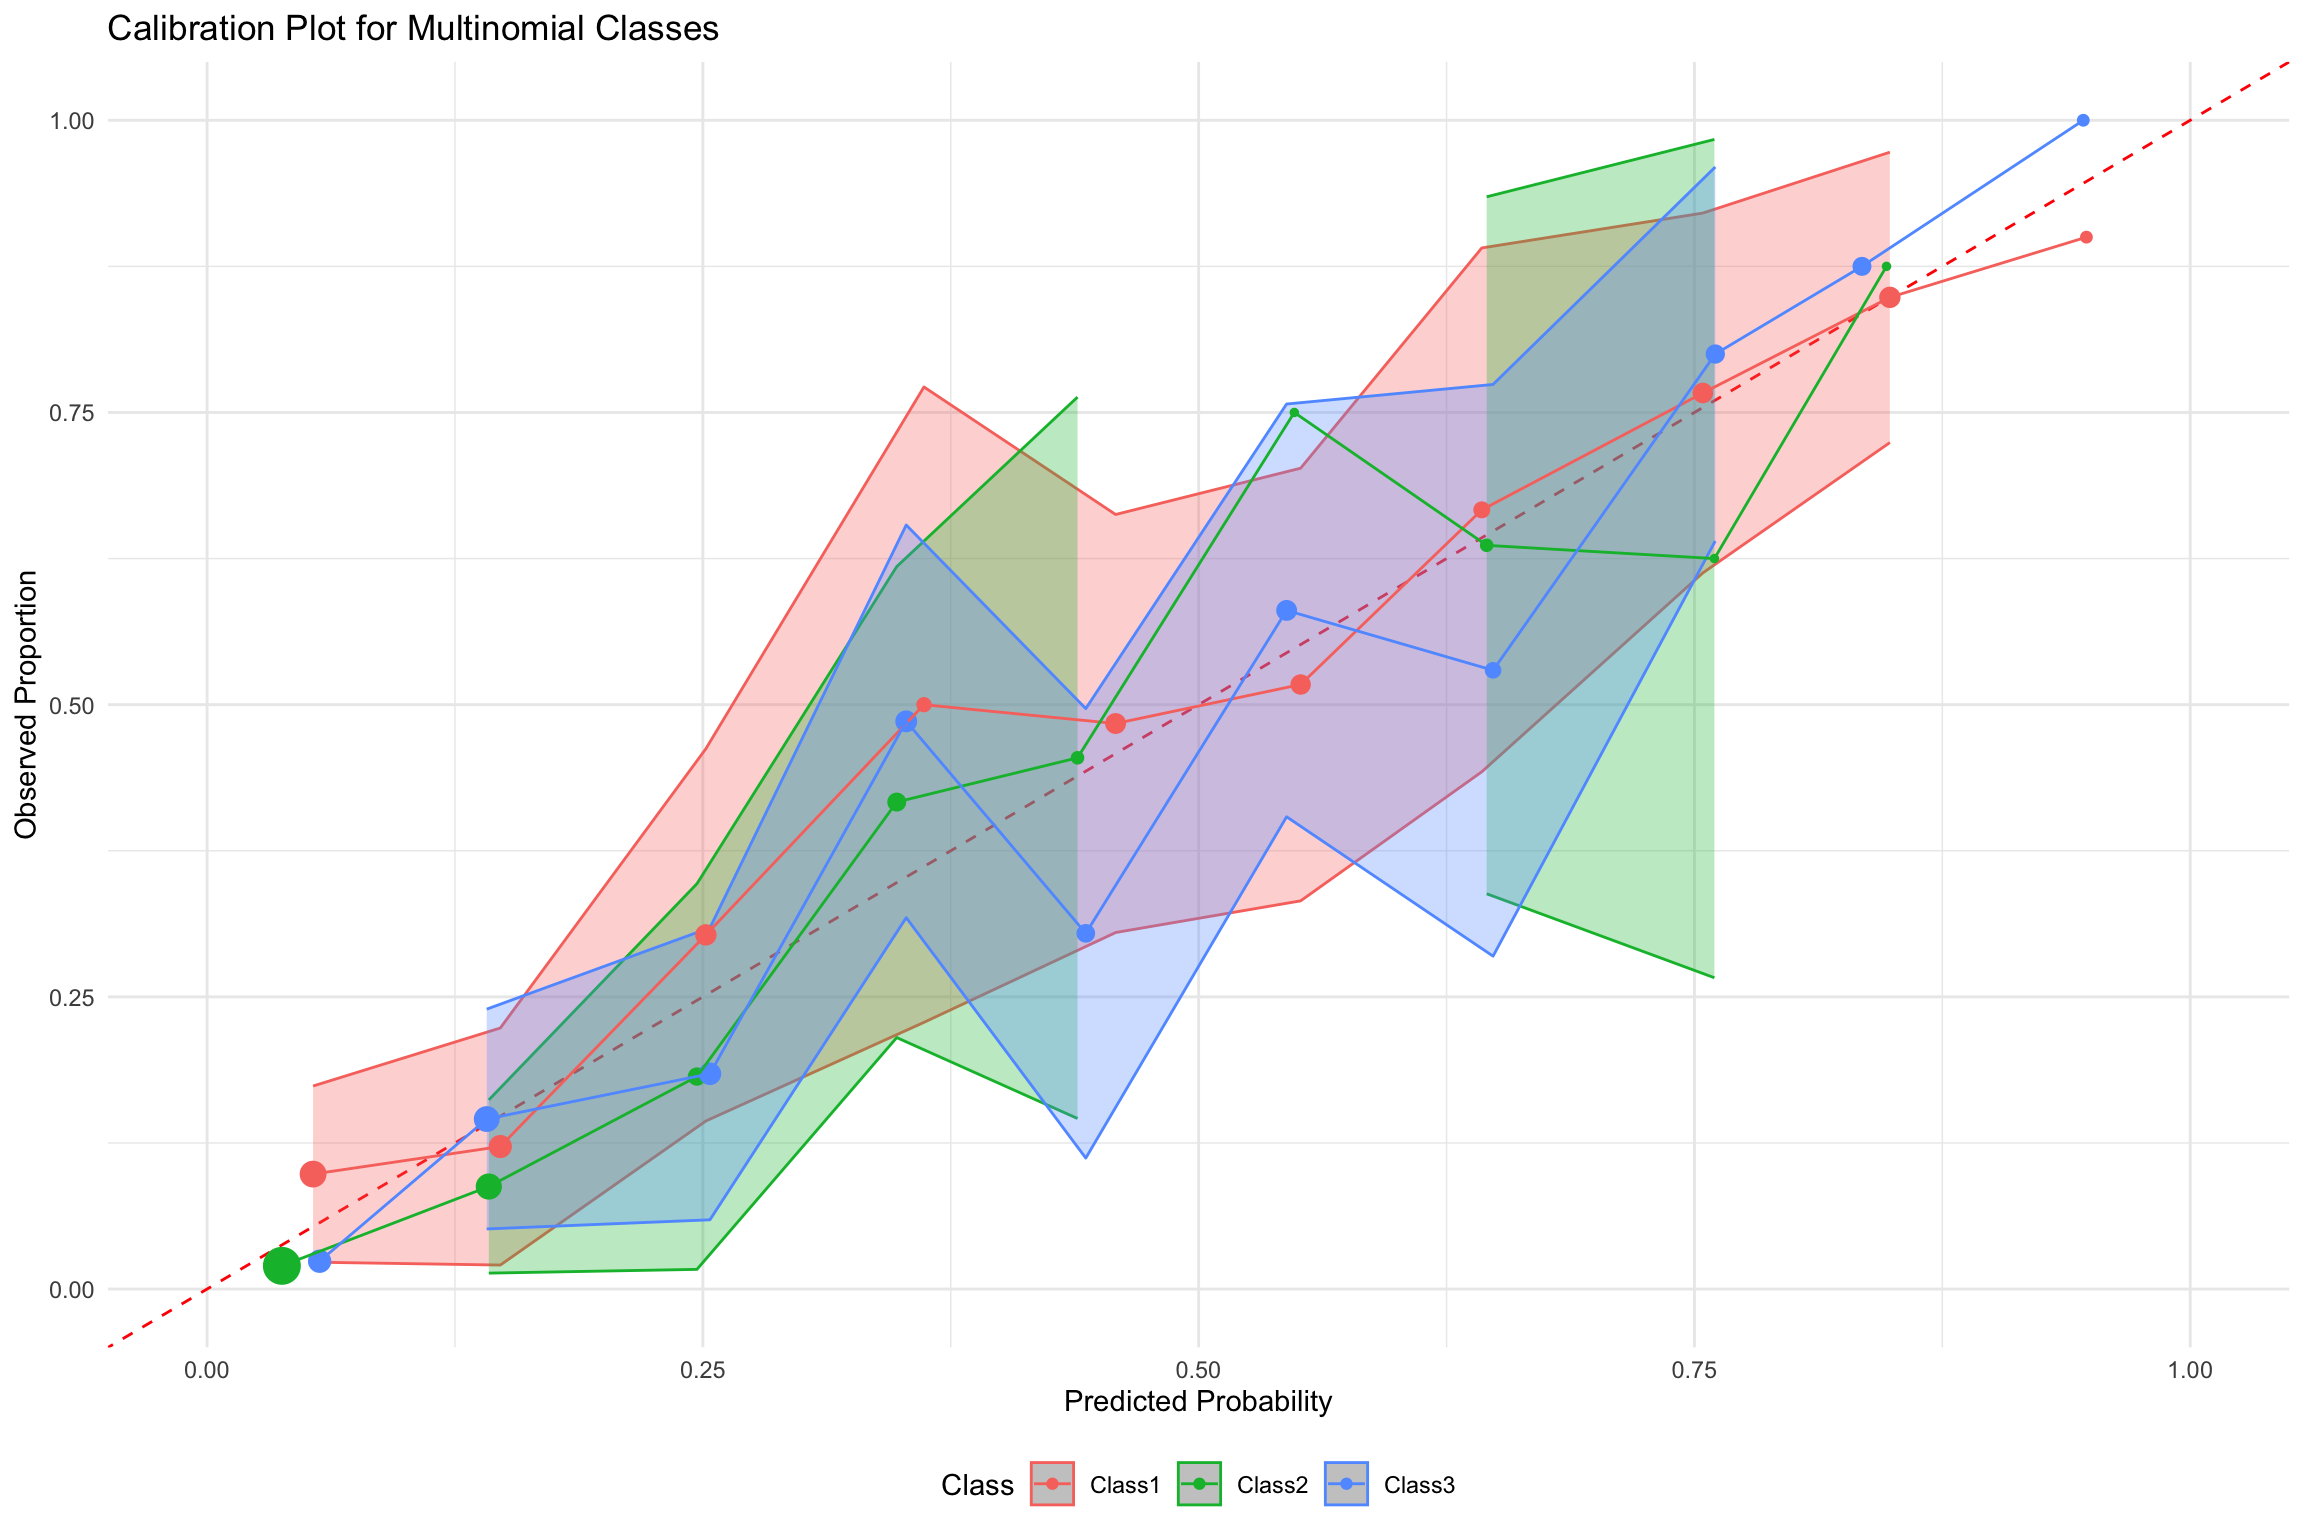 Calibration Plot for Multinomial Classes
Observed Proportion
1.00
0.75
0.50
0.25
0.00
0.00 0.25 0.50 0.75 1.00
Predicted Probability
Class Class1 Class2 Class3